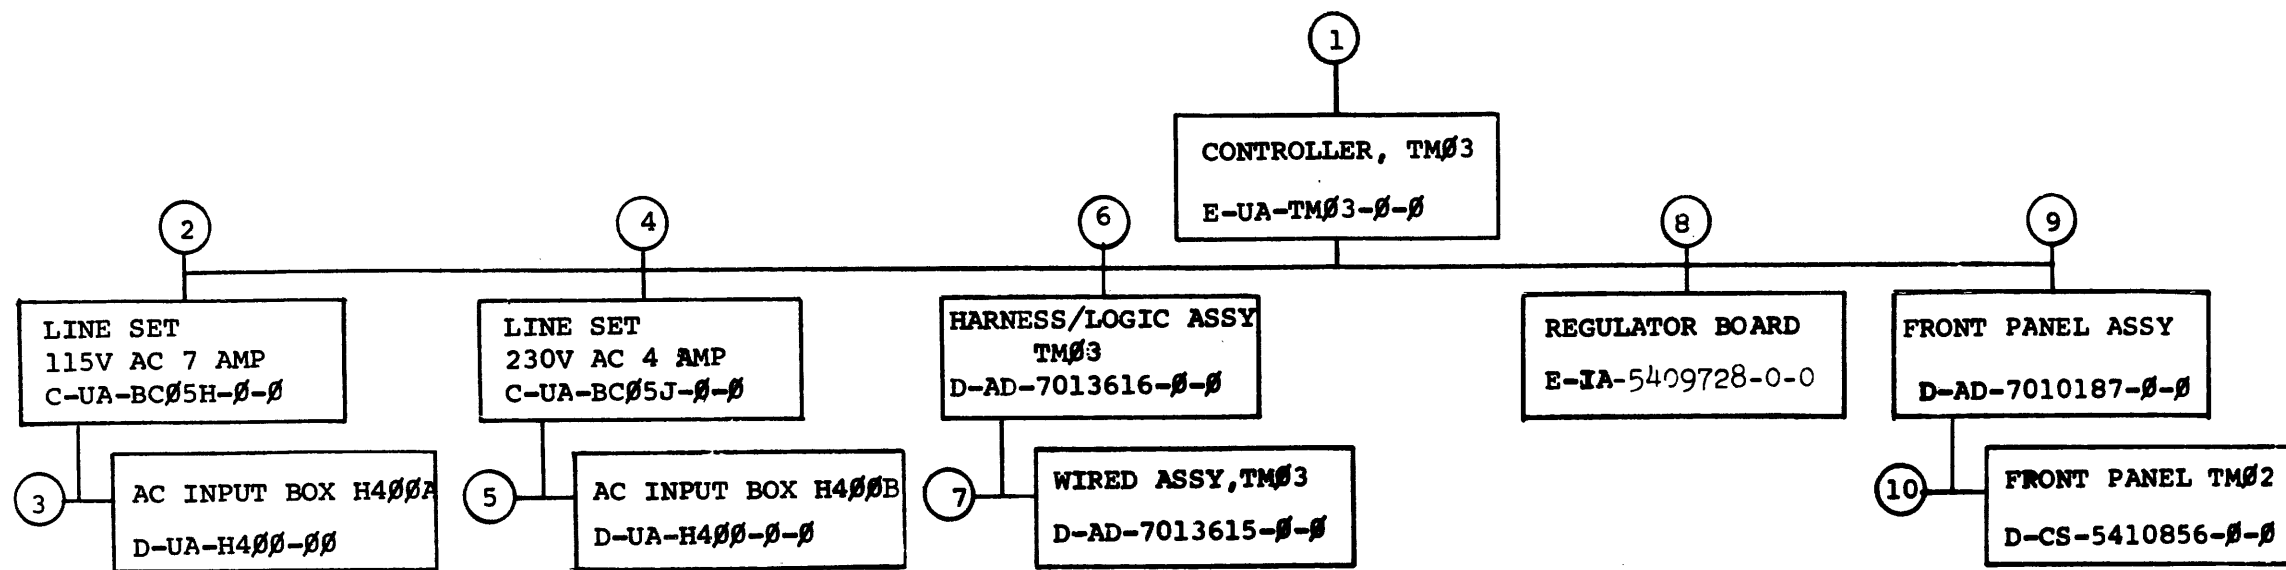 1
CONTROLLER, TMØ3
E-UA-TMØ3-Ø-Ø
2
4
6
8
9
LINE SET
115V AC 7 AMP
C-UA-BCØ5H-Ø-Ø
LINE SET
230V AC 4 AMP
C-UA-BCØ5J-Ø-Ø
HARNESS/LOGIC ASSY
TMØ3
D-AD-7013616-Ø-Ø
REGULATOR BOARD
E-IA-5409728-0-0
FRONT PANEL ASSY
D-AD-7010187-Ø-Ø
3
AC INPUT BOX H4ØØA
D-UA-H4ØØ-ØØ
5
AC INPUT BOX H4ØØB
D-UA-H4ØØ-Ø-Ø
7
WIRED ASSY,TMØ3
D-AD-7013615-Ø-Ø
10
FRONT PANEL TMØ2
D-CS-5410856-Ø-Ø